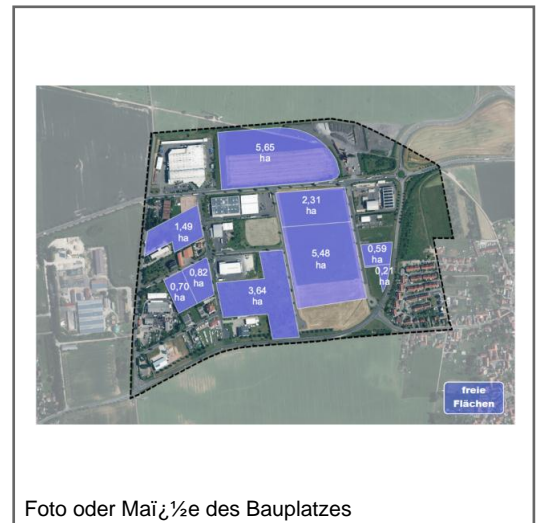 5,65
ha
2,31
ha
1,49
ha
5,48
ha
0,59
ha
0,82
ha
0,21
ha
0,70
ha
3,64
ha
freie
Flächen
Foto oder Maï¿½e des Bauplatzes